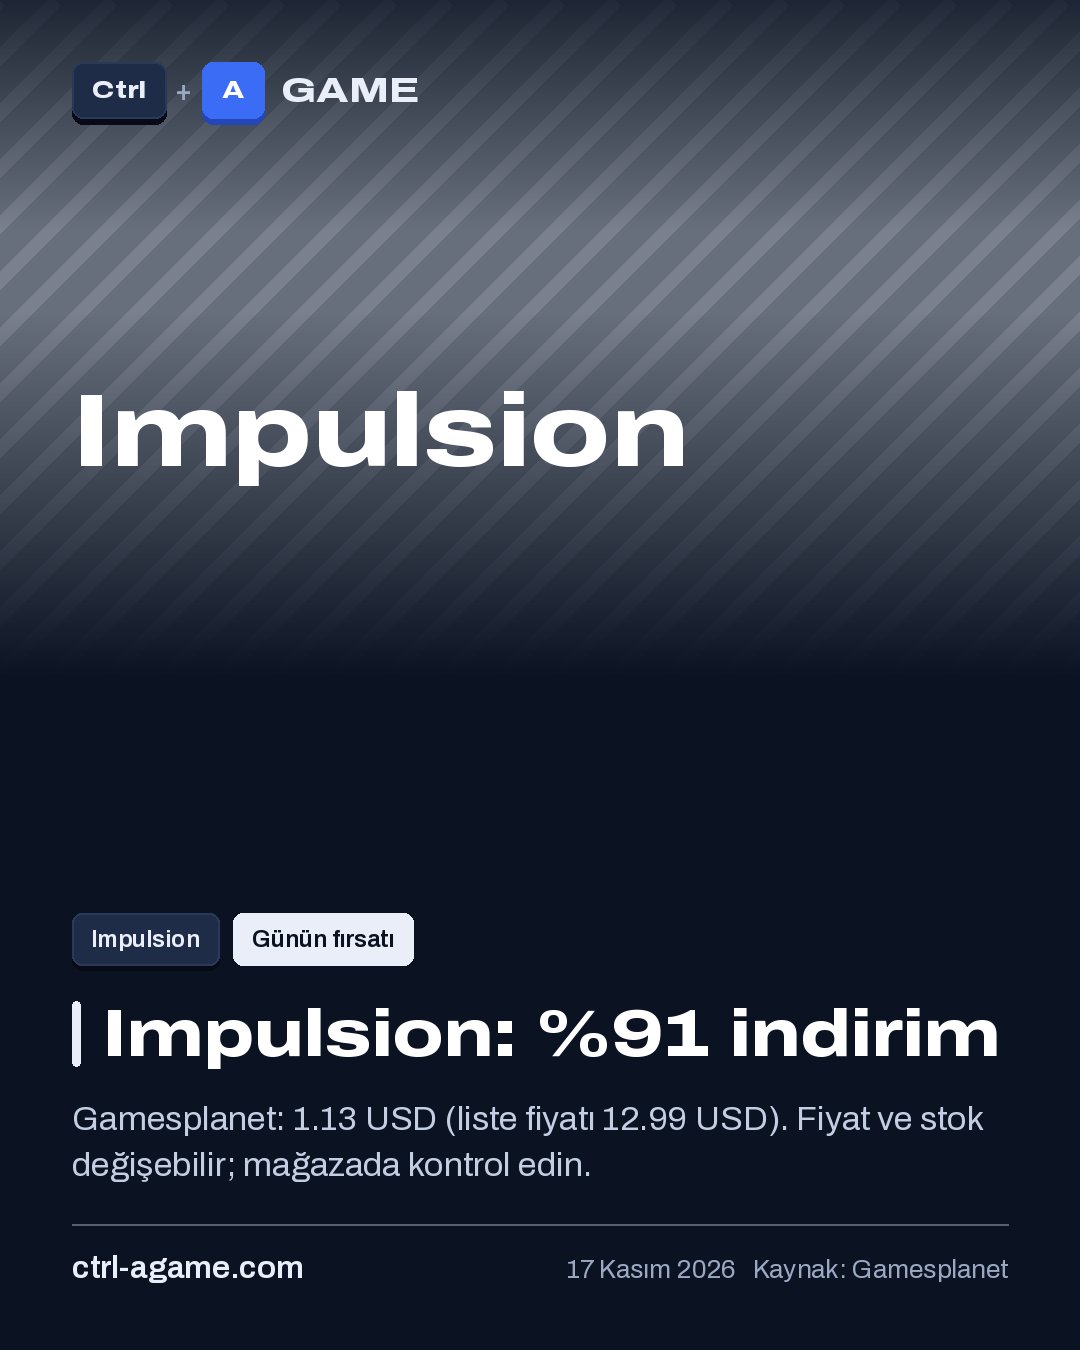 Ctrl + A GAME
Impulsion
Impulsion Günün fırsatı
Impulsion: %91 indirim
Gamesplanet: 1.13 USD (liste fiyatı 12.99 USD). Fiyat ve stok
değişebilir; mağazada kontrol edin.
ctrl-agame.com 17 Kasım 2026 Kaynak: Gamesplanet